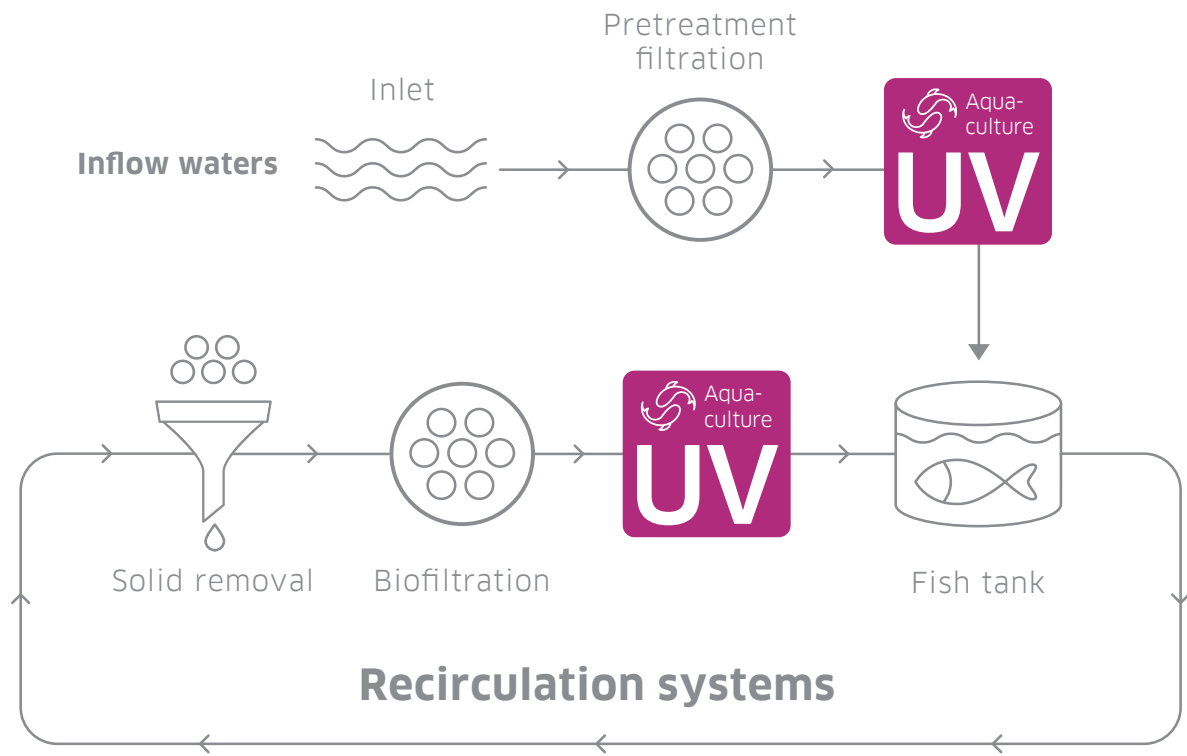 Pretreatment
filtration
Inlet
Inflow waters
Aqua-
culture
UV
Aqua-
culture
UV
Solid removal
Biofiltration
Fish tank
Recirculation systems